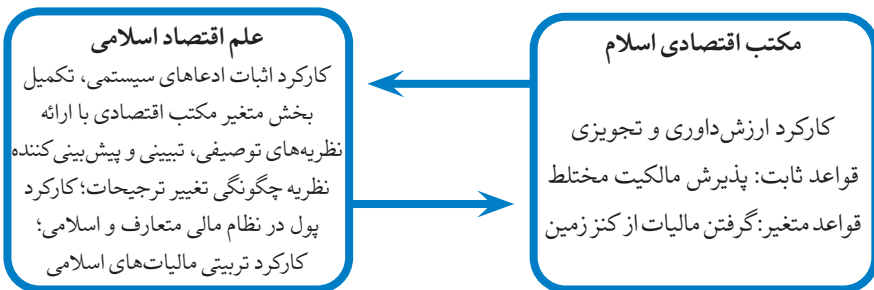 مکتب اقتصادی اسلام
کارکرد ارزش‌داوری و تجویزی
قواعد ثابت: پذیرش مالکیت مختلط
قواعد متغیر:گرفتن مالیات از کنز زمین
علم اقتصاد اسلامی
کارکرد اثبات ادعاهای سیستمی، تکمیل
بخش متغیر مکتب اقتصادی با ارائه
نظریه‌های توصیفی، تبیینی و پیش‌بینی‌کننده
نظریه چگونگی تغییر ترجیحات؛کارکرد
پول در نظام مالی متعارف و اسلامی؛
کارکرد تربیتی مالیات‌های اسلامی